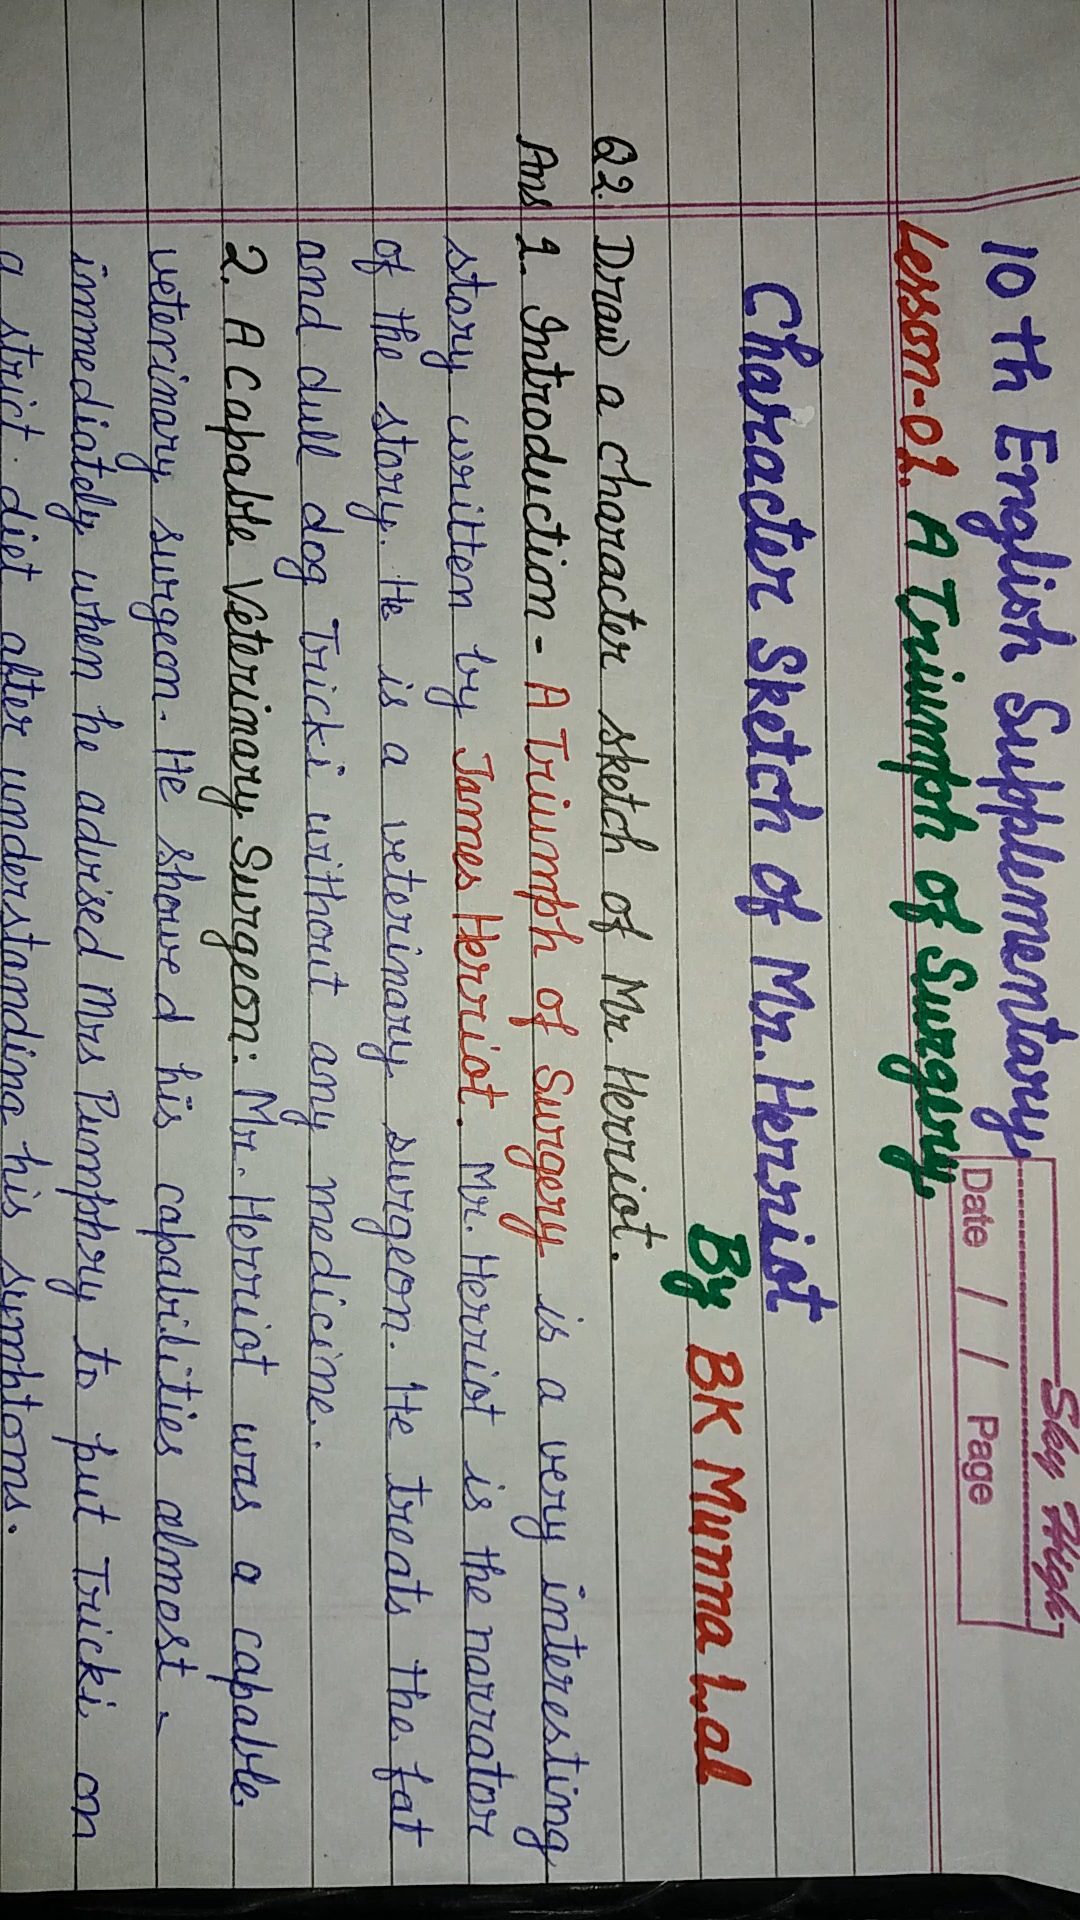 Sky High
10th English Supplementary
Date / / Page
Lesson-01. A Triumph of Surgery
Character Sketch of Mr. Herriot
By BK Munna Lal
Q2. Draw a character sketch of Mr. Herriot.
Ans 1. Introduction - A Triumph of Surgery is a very interesting
story written by James Herriot. Mr. Herriot is the narrator
of the story. He is a veterinary surgeon. He treats the fat
and dull dog Tricki without any medicine.
2. A Capable Veterinary Surgeon: Mr. Herriot was a capable
veterinary surgeon. He showed his capabilities almost -
immediately when he advised Mrs Pumphry to put Tricki on
a strict diet after understanding his symptoms.